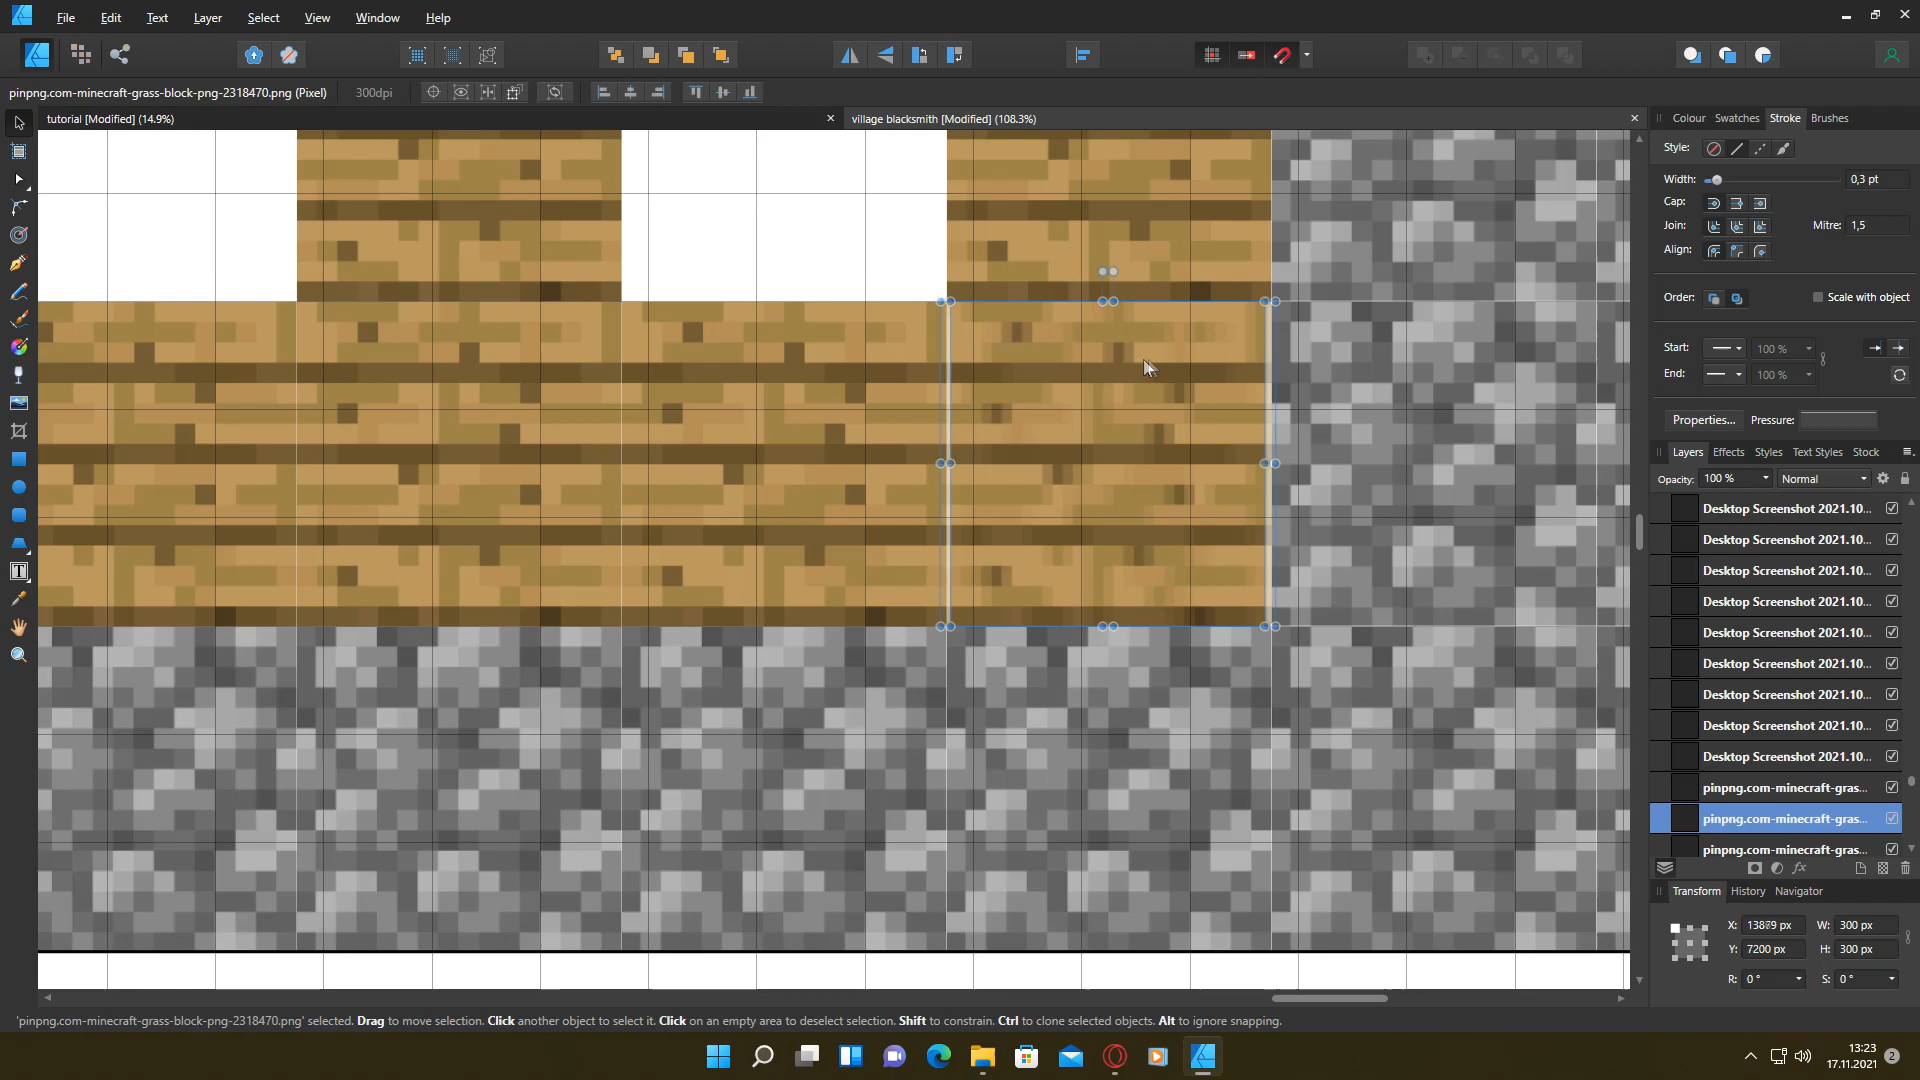 File Edit Text Layer Select View Window Help
pinpng.com-minecraft-grass-block-png-2318470.png (Pixel) 300dpi
tutorial [Modified] (14.9%)
village blacksmith [Modified] (108.3%)
Colour Swatches Stroke Brushes
Style:
Width: 0,3 pt
Cap:
Join: Mitre: 1,5
Align:
Order: Scale with object
Start: 100 %
End: 100 %
Properties... Pressure:
Layers Effects Styles Text Styles Stock
Opacity: 100 % Normal
Desktop Screenshot 2021.10...
Desktop Screenshot 2021.10...
Desktop Screenshot 2021.10...
Desktop Screenshot 2021.10...
Desktop Screenshot 2021.10...
Desktop Screenshot 2021.10...
Desktop Screenshot 2021.10...
Desktop Screenshot 2021.10...
Desktop Screenshot 2021.10...
pinpng.com-minecraft-gras...
pinpng.com-minecraft-gras...
pinpng.com-minecraft-gras...
Transform History Navigator
X: W: 300 px
Y: 7200 px H: 300 px
R: 0 ° S: 0 °
'pinpng.com-minecraft-grass-block-png-2318470.png' selected. Drag to move selection. Click another object to select it. Click on an empty area to deselect selection. Shift to constrain. Ctrl to clone selected objects. Alt to ignore snapping.
13:23
17.11.2021 2